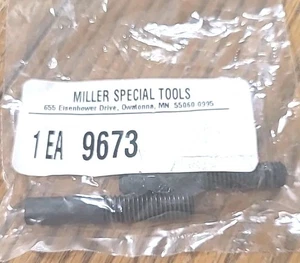 MILLER SPECIAL TOOLS
655 Eisenhower Drive, Owatonna, MN 55060-0995
1 EA 9673